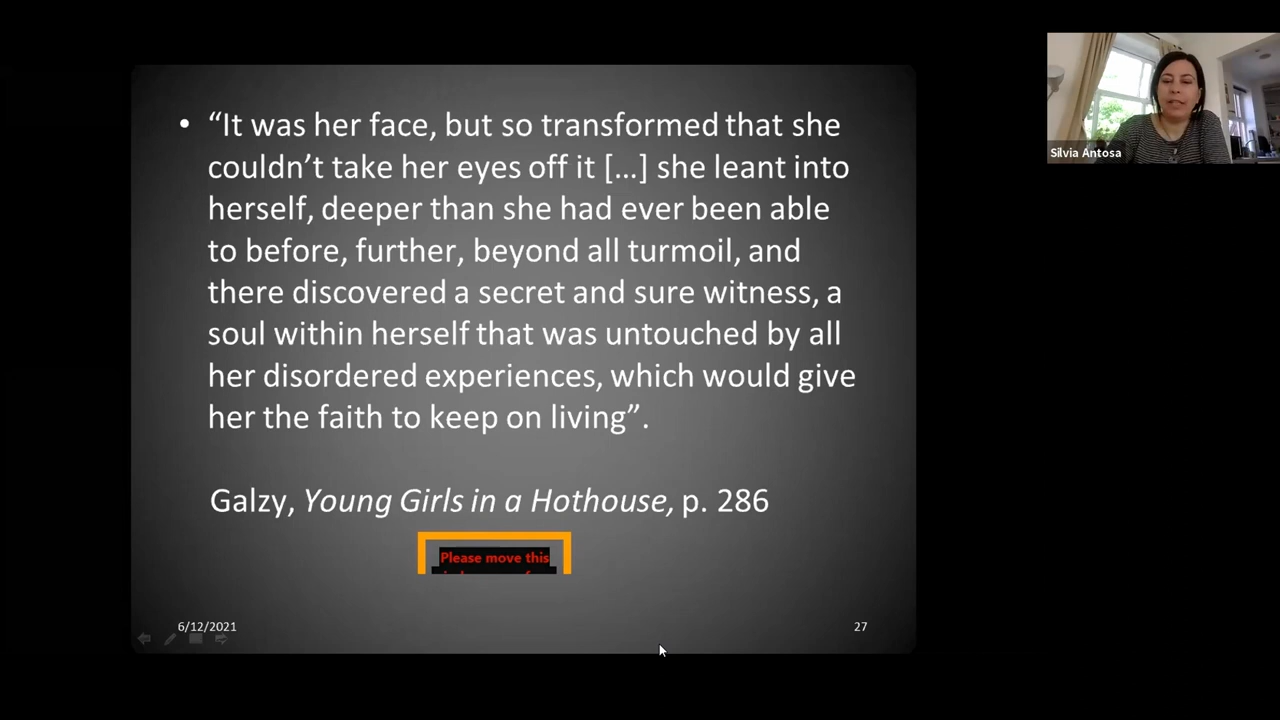 • “It was her face, but so transformed that she
couldn’t take her eyes off it [...] she leant into
herself, deeper than she had ever been able
to before, further, beyond all turmoil, and
there discovered a secret and sure witness, a
soul within herself that was untouched by all
her disordered experiences, which would give
her the faith to keep on living”.
Galzy, Young Girls in a Hothouse, p. 286
Please move this
6/12/2021
27
Silvia Antosa